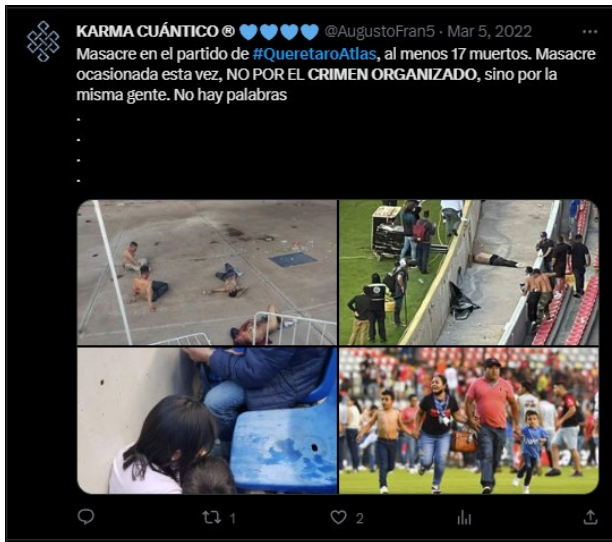 KARMA CUÁNTICO ® 🩵🩵🩵🩵 @AugustoFran5 · Mar 5, 2022 ···
Masacre en el partido de #QueretaroAtlas, al menos 17 muertos. Masacre
ocasionada esta vez, NO POR EL CRIMEN ORGANIZADO, sino por la
misma gente. No hay palabras
.
.
.
.
1 2